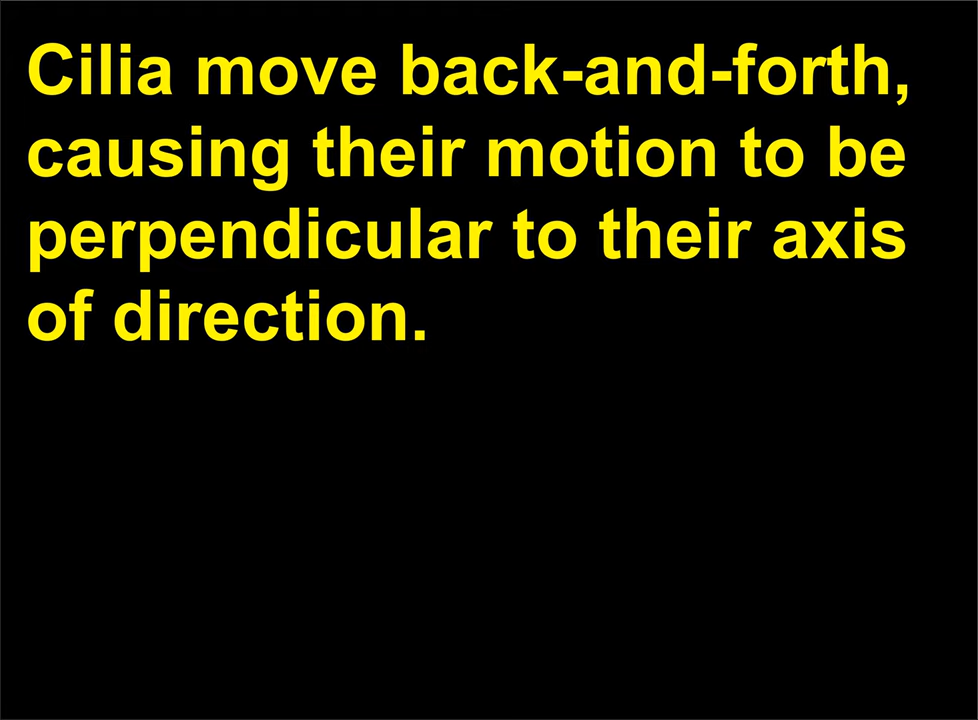 Cilia move back-and-forth,
causing their motion to be
perpendicular to their axis
of direction.